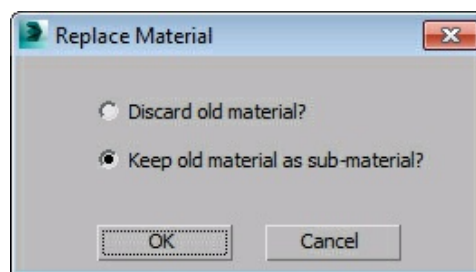 Replace Material
Discard old material?
Keep old material as sub-material?
OK
Cancel